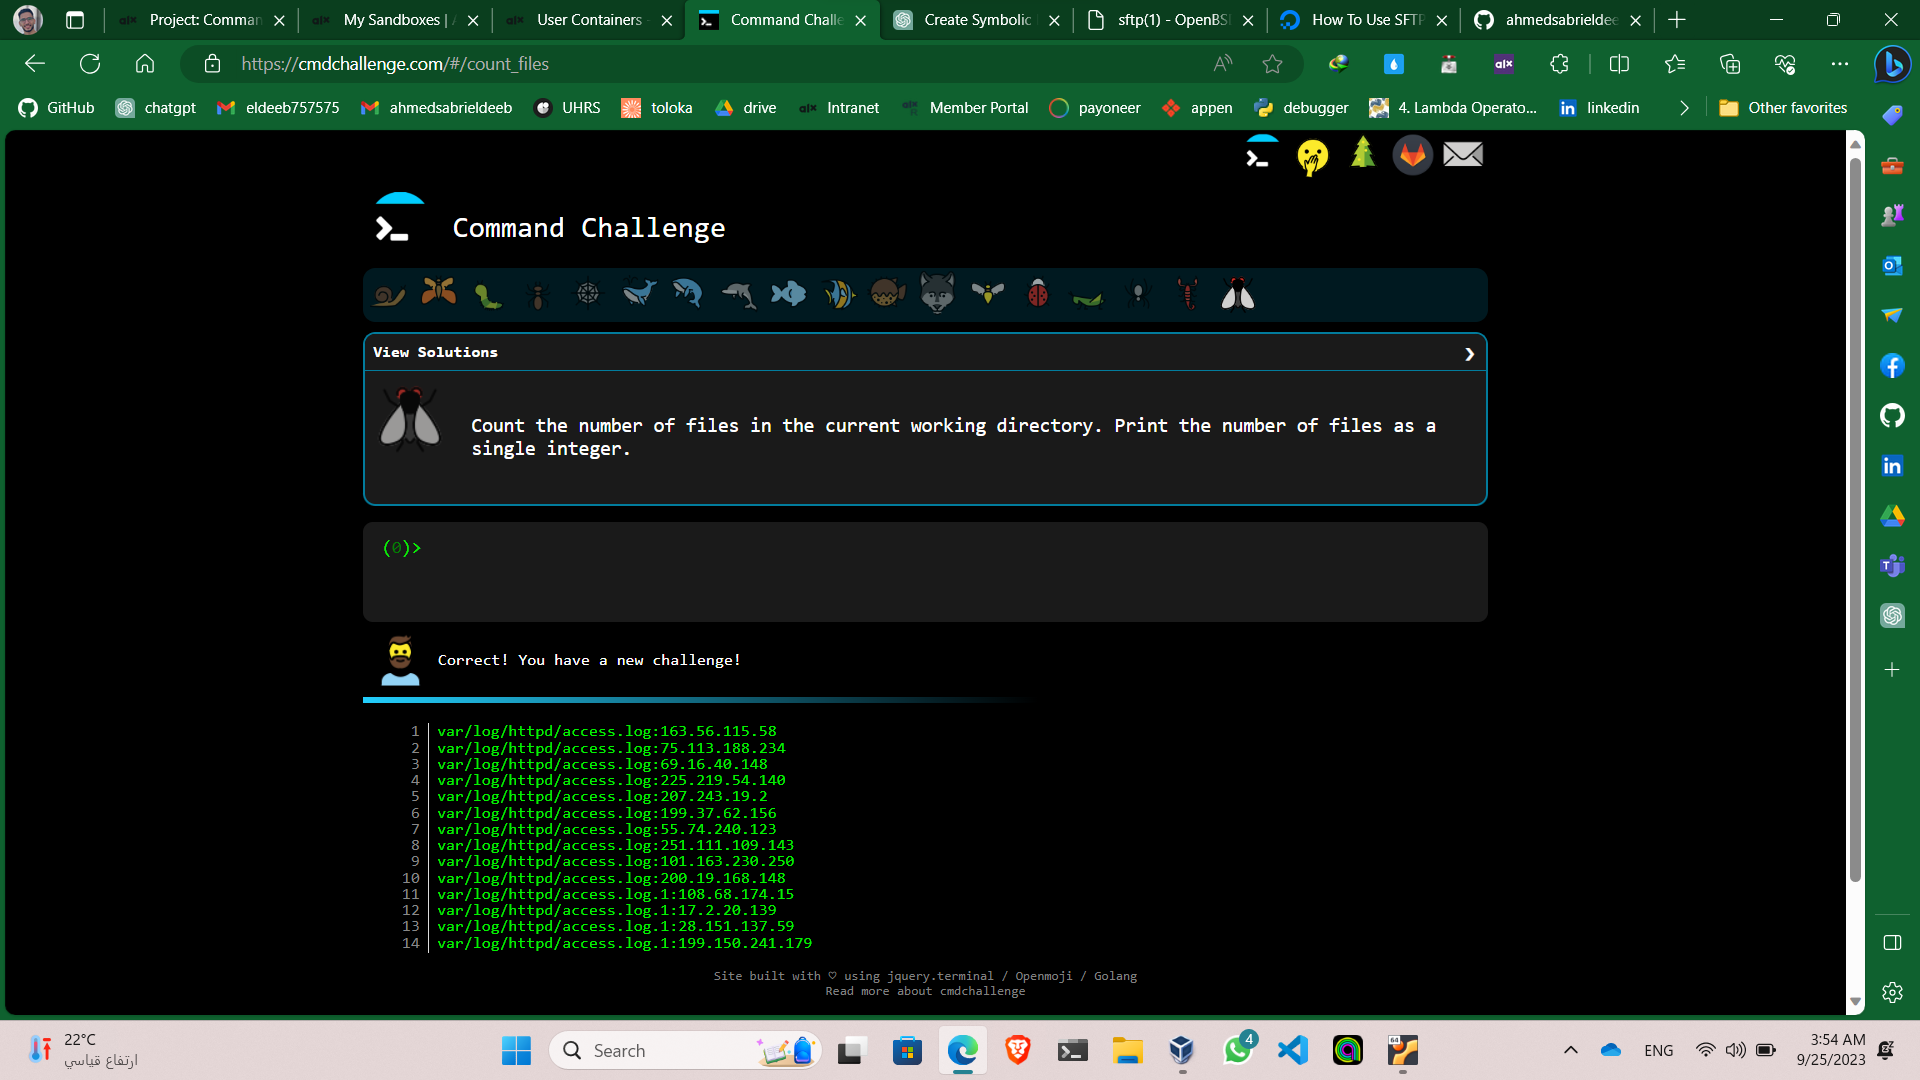 Project: Comman
My Sandboxes | A
User Containers -
Command Challe
Create Symbolic
sftp(1) - OpenBS
How To Use SFTP
ahmedsabrieldee
https://cmdchallenge.com/#/count_files
GitHub
chatgpt
eldeeb757575
ahmedsabrieldeeb
UHRS
toloka
drive
Intranet
Member Portal
payoneer
appen
debugger
4. Lambda Operato...
linkedin
Other favorites
Command Challenge
View Solutions
Count the number of files in the current working directory. Print the number of files as a
single integer.
(0)>
Correct! You have a new challenge!
1 var/log/httpd/access.log:163.56.115.58
2 var/log/httpd/access.log:75.113.188.234
3 var/log/httpd/access.log:69.16.40.148
4 var/log/httpd/access.log:225.219.54.140
5 var/log/httpd/access.log:207.243.19.2
6 var/log/httpd/access.log:199.37.62.156
7 var/log/httpd/access.log:55.74.240.123
8 var/log/httpd/access.log:251.111.109.143
9 var/log/httpd/access.log:101.163.230.250
10 var/log/httpd/access.log:200.19.168.148
11 var/log/httpd/access.log.1:108.68.174.15
12 var/log/httpd/access.log.1:17.2.20.139
13 var/log/httpd/access.log.1:28.151.137.59
14 var/log/httpd/access.log.1:199.150.241.179
Site built with ♡ using jquery.terminal / Openmoji / Golang
Read more about cmdchallenge
22°C
ارتفاع قياسي
Search
4
ENG
3:54 AM
9/25/2023